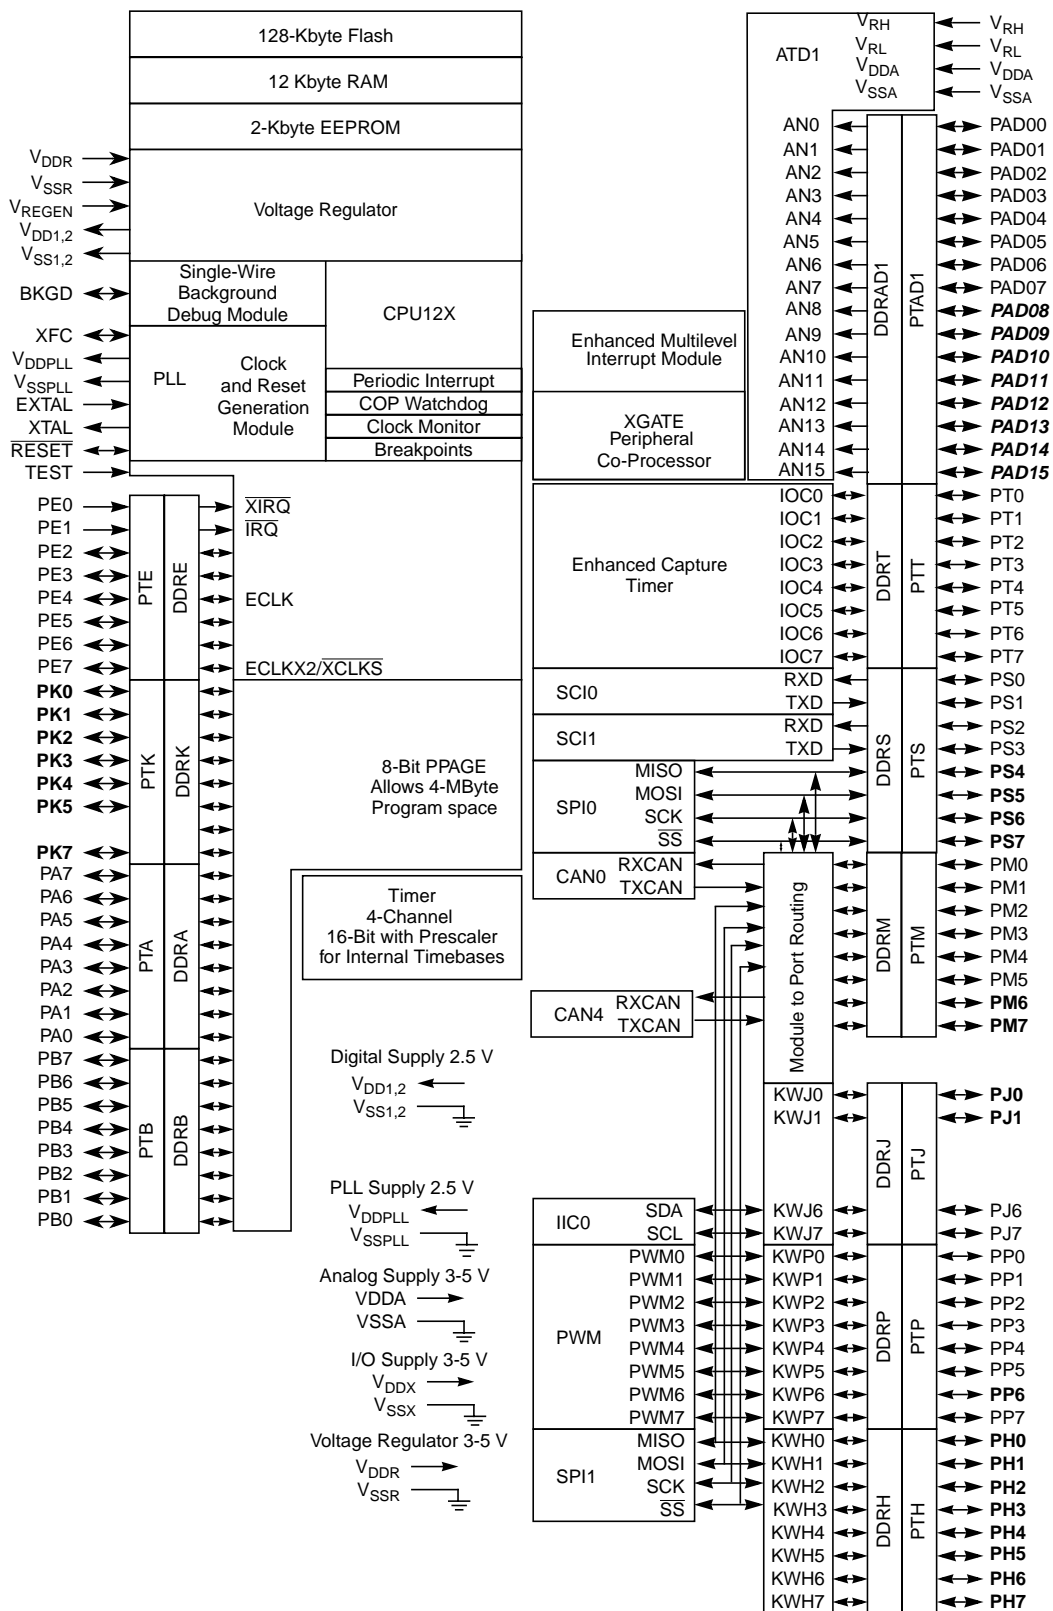 128-Kbyte Flash
12 Kbyte RAM
2-Kbyte EEPROM
VDDR
VSSR
VREGEN
VDD1,2
VSS1,2
Voltage Regulator
BKGD
Single-Wire
Background
Debug Module
CPU12X
XFC
VDDPLL
VSSPLL
EXTAL
XTAL
RESET
TEST
PLL
Clock
and Reset
Generation
Module
Periodic Interrupt
COP Watchdog
Clock Monitor
Breakpoints
PE0
PE1
PE2
PE3
PE4
PE5
PE6
PE7
PTE
DDRE
XIRQ
IRQ
ECLK
ECLKX2/XCLKS
PK0
PK1
PK2
PK3
PK4
PK5
PK7
PTK
DDRK
8-Bit PPAGE
Allows 4-MByte
Program space
PA7
PA6
PA5
PA4
PA3
PA2
PA1
PA0
PTA
DDRA
Timer
4-Channel
16-Bit with Prescaler
for Internal Timebases
PB7
PB6
PB5
PB4
PB3
PB2
PB1
PB0
PTB
DDRB
Digital Supply 2.5 V
VDD1,2
VSS1,2
PLL Supply 2.5 V
VDDPLL
VSSPLL
Analog Supply 3-5 V
VDDA
VSSA
I/O Supply 3-5 V
VDDX
VSSX
Voltage Regulator 3-5 V
VDDR
VSSR
ATD1
VRH
VRL
VDDA
VSSA
VRH
VRL
VDDA
VSSA
AN0
AN1
AN2
AN3
AN4
AN5
AN6
AN7
AN8
AN9
AN10
AN11
AN12
AN13
AN14
AN15
DDRAD1
PTAD1
PAD00
PAD01
PAD02
PAD03
PAD04
PAD05
PAD06
PAD07
PAD08
PAD09
PAD10
PAD11
PAD12
PAD13
PAD14
PAD15
Enhanced Multilevel
Interrupt Module
XGATE
Peripheral
Co-Processor
Enhanced Capture
Timer
IOC0
IOC1
IOC2
IOC3
IOC4
IOC5
IOC6
IOC7
DDRT
PTT
PT0
PT1
PT2
PT3
PT4
PT5
PT6
PT7
SCI0
RXD
TXD
SCI1
RXD
TXD
SPI0
MISO
MOSI
SCK
SS
DDRS
PTS
PS0
PS1
PS2
PS3
PS4
PS5
PS6
PS7
CAN0
RXCAN
TXCAN
CAN4
RXCAN
TXCAN
Module to Port Routing
DDRM
PTM
PM0
PM1
PM2
PM3
PM4
PM5
PM6
PM7
KWJ0
KWJ1
IIC0
SDA
SCL
KWJ6
KWJ7
DDRJ
PTJ
PJ0
PJ1
PJ6
PJ7
PWM
PWM0
PWM1
PWM2
PWM3
PWM4
PWM5
PWM6
PWM7
KWP0
KWP1
KWP2
KWP3
KWP4
KWP5
KWP6
KWP7
DDRP
PTP
PP0
PP1
PP2
PP3
PP4
PP5
PP6
PP7
SPI1
MISO
MOSI
SCK
SS
KWH0
KWH1
KWH2
KWH3
KWH4
KWH5
KWH6
KWH7
DDRH
PTH
PH0
PH1
PH2
PH3
PH4
PH5
PH6
PH7